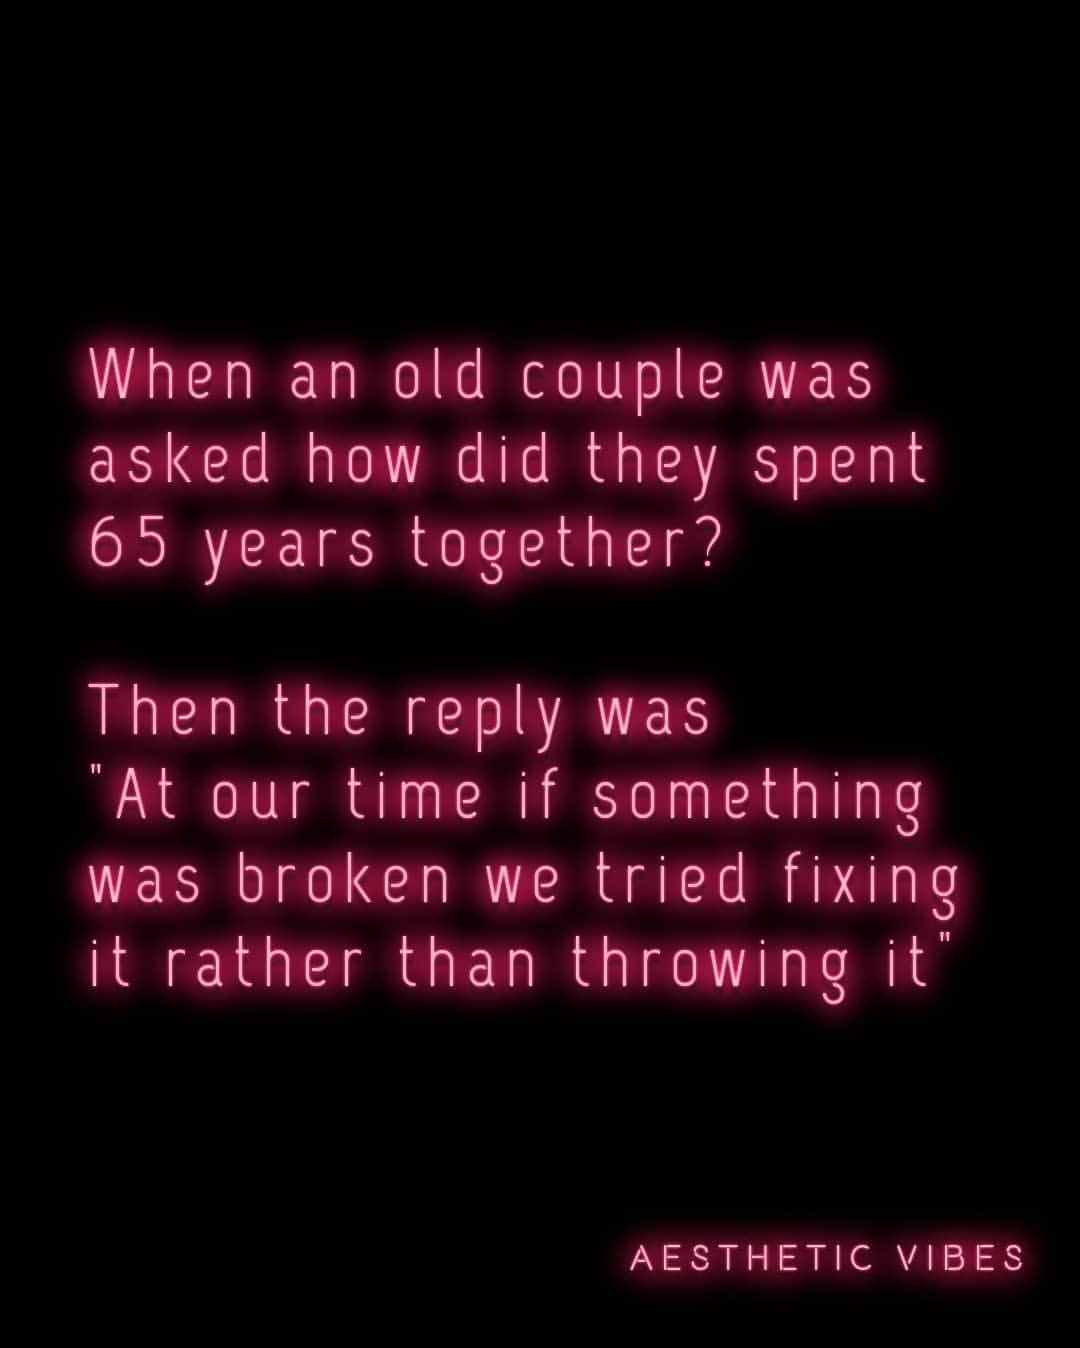 When an old couple was
asked how did they spent
65 years together?
Then the reply was
"At our time if something
was broken we tried fixing
it rather than throwing it"
AESTHETIC VIBES